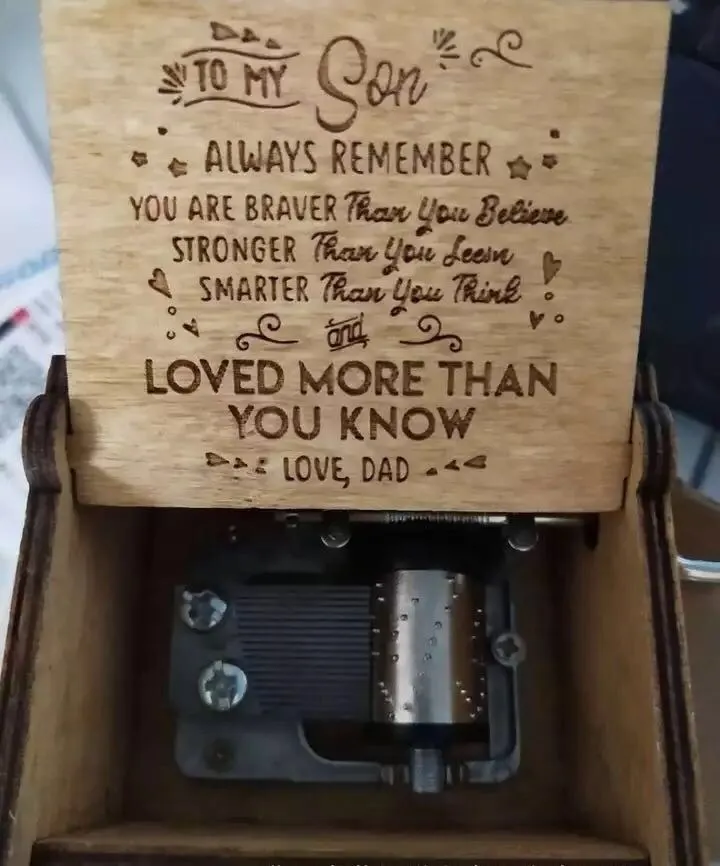 TO MY Son
ALWAYS REMEMBER
YOU ARE BRAVER Than You Believe
STRONGER Than You Seem
SMARTER Than You Think
and
LOVED MORE THAN
YOU KNOW
LOVE, DAD